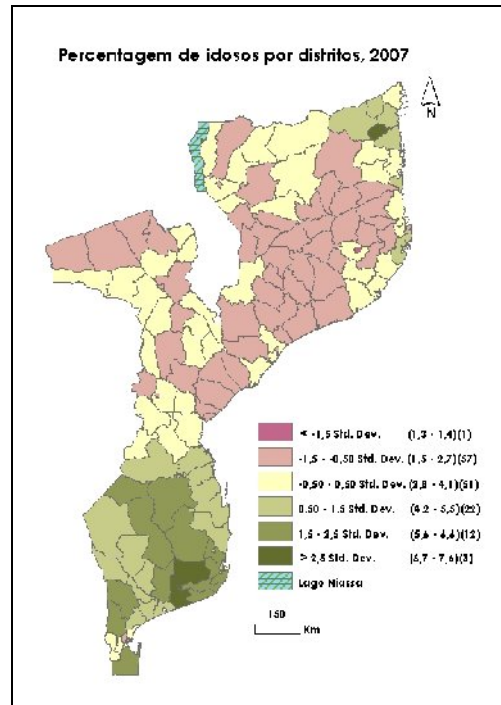 Percentagem de idosos por distritos, 2007
N
< -1,5 Std. Dev. (1,3 - 1,4)(1)
-1,5 - -0,50 Std. Dev. (1,5 - 2,7)(57)
-0,50 - 0,50 Std. Dev. (2,8 - 4,1)(51)
0,50 - 1,5 Std. Dev. (4,2 - 5,5)(22)
1,5 - 2,5 Std. Dev. (5,6 - 6,6)(12)
> 2,5 Std. Dev. (6,7 - 7,6)(3)
Lago Niassa
150
Km